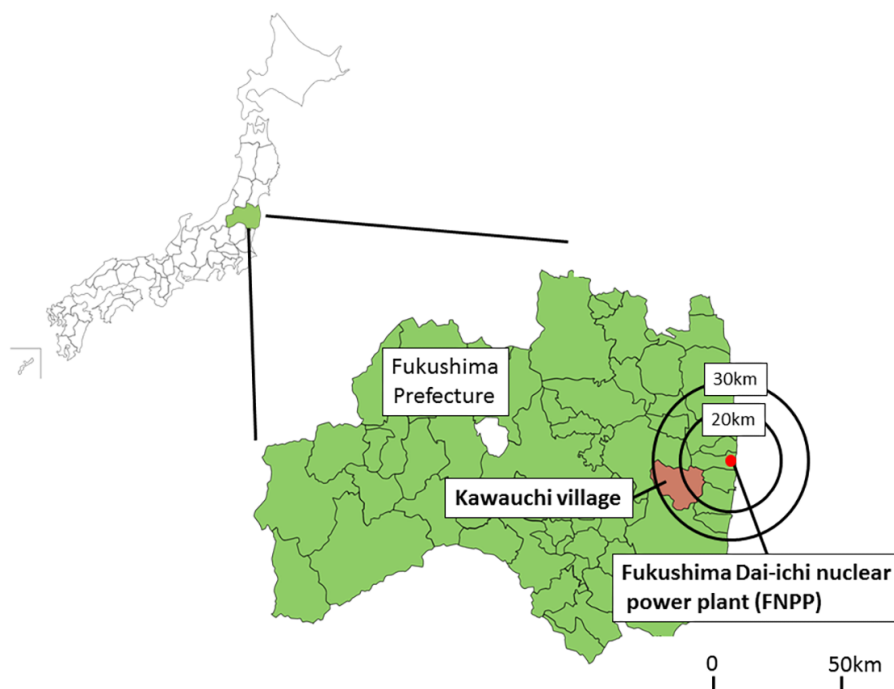 Fukushima
Prefecture
30km
20km
Kawauchi village
Fukushima Dai-ichi nuclear
power plant (FNPP)
0 50km